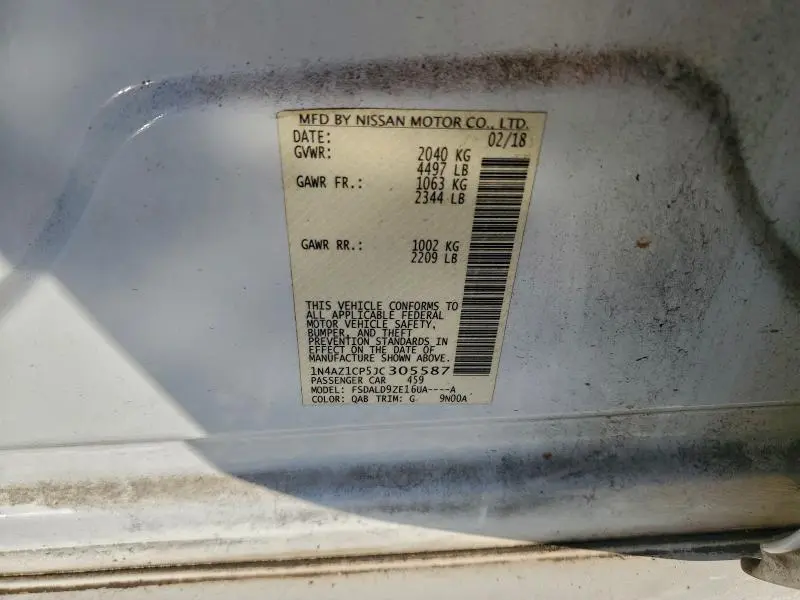 MFD BY NISSAN MOTOR CO., LTD.
DATE: 02/18
GVWR: 2040 KG
4497 LB
GAWR FR.: 1063 KG
2344 LB
GAWR RR.: 1002 KG
2209 LB
THIS VEHICLE CONFORMS TO
ALL APPLICABLE FEDERAL
MOTOR VEHICLE SAFETY,
BUMPER, AND THEFT
PREVENTION STANDARDS IN
EFFECT ON THE DATE OF
MANUFACTURE SHOWN ABOVE.
1N4AZ1CP5JC305587
PASSENGER CAR 459
MODEL: FSDALD9ZE16UA----A
COLOR: QAB TRIM: G 9N00A